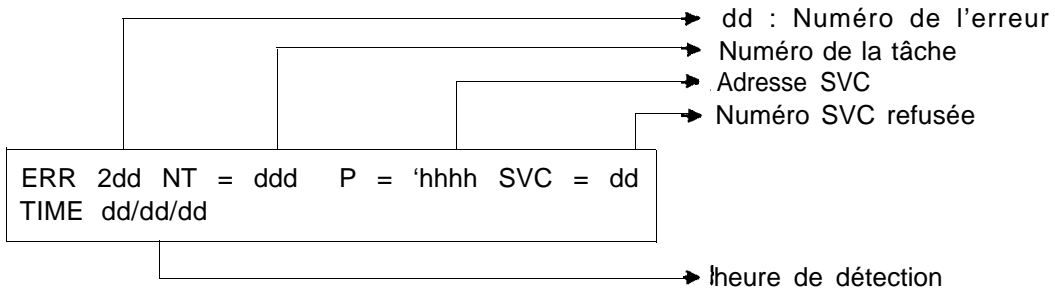 dd : Numéro de l'erreur
Numéro de la tâche
Adresse SVC
Numéro SVC refusée
ERR 2dd NT = ddd P = ‘hhhh SVC = dd
TIME dd/dd/dd
heure de détection